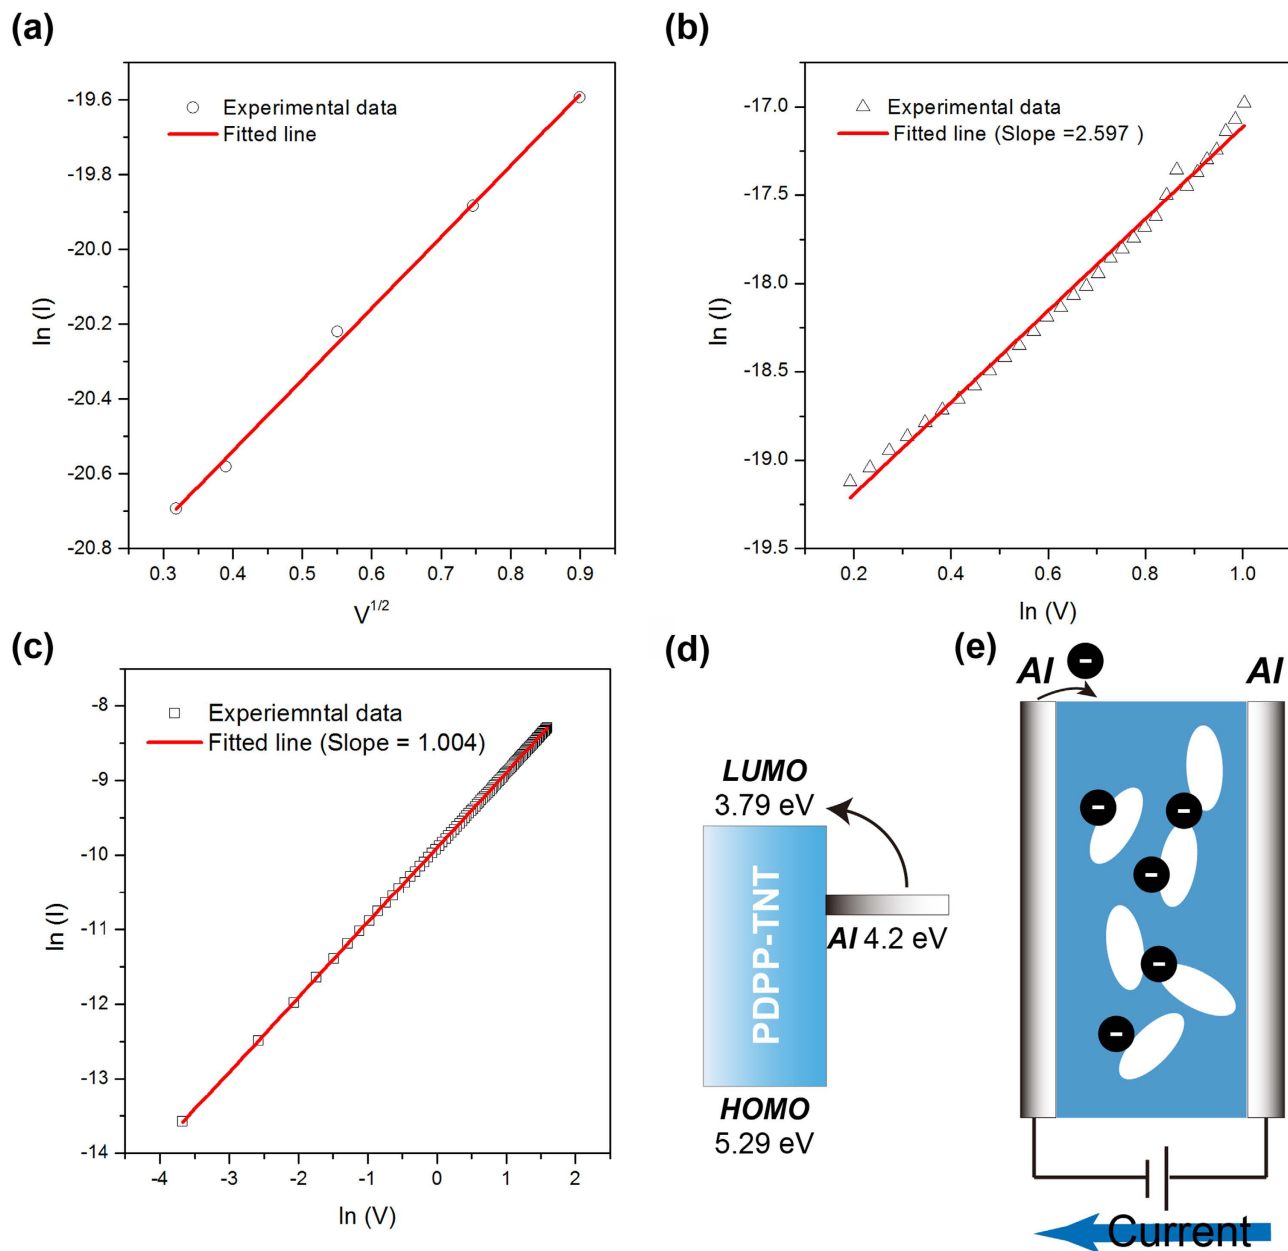 (a)
-19.6
-19.8
-20.0
-20.2
-20.4
-20.6
-20.8
ln (I)
Experimental data
Fitted line
0.3 0.4 0.5 0.6 0.7 0.8 0.9
V^{1/2}
(b)
-17.0
-17.5
-18.0
-18.5
-19.0
-19.5
ln (I)
Experimental data
Fitted line (Slope =2.597 )
0.2 0.4 0.6 0.8 1.0
ln (V)
(c)
-8
-9
-10
-11
-12
-13
-14
ln (I)
Experiemntal data
Fitted line (Slope = 1.004)
-4 -3 -2 -1 0 1 2
ln (V)
(d)
LUMO
3.79 eV
PDPP-TNT
Al 4.2 eV
HOMO
5.29 eV
(e)
Al
Al
Current